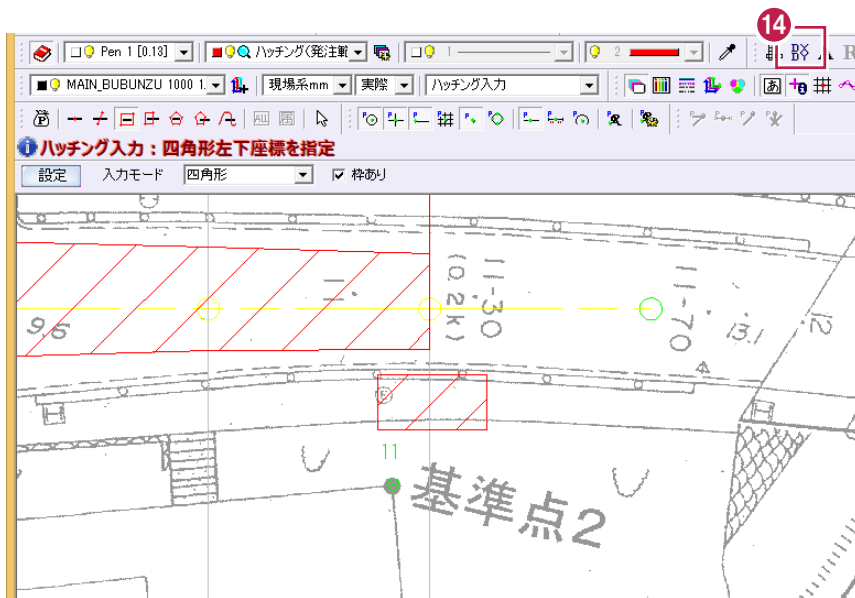 14
Pen 1 [0.13]
ハッチング(発注範
1
2
MAIN_BUBUNZU 1000 1.
現場系mm
実際
ハッチング入力
あ
ALL
ハッチング入力：四角形左下座標を指定
設定
入力モード
四角形
枠あり
11-30
(0.2k)
11-70
13.1
12.
9.5
11.
E
11
基準点2